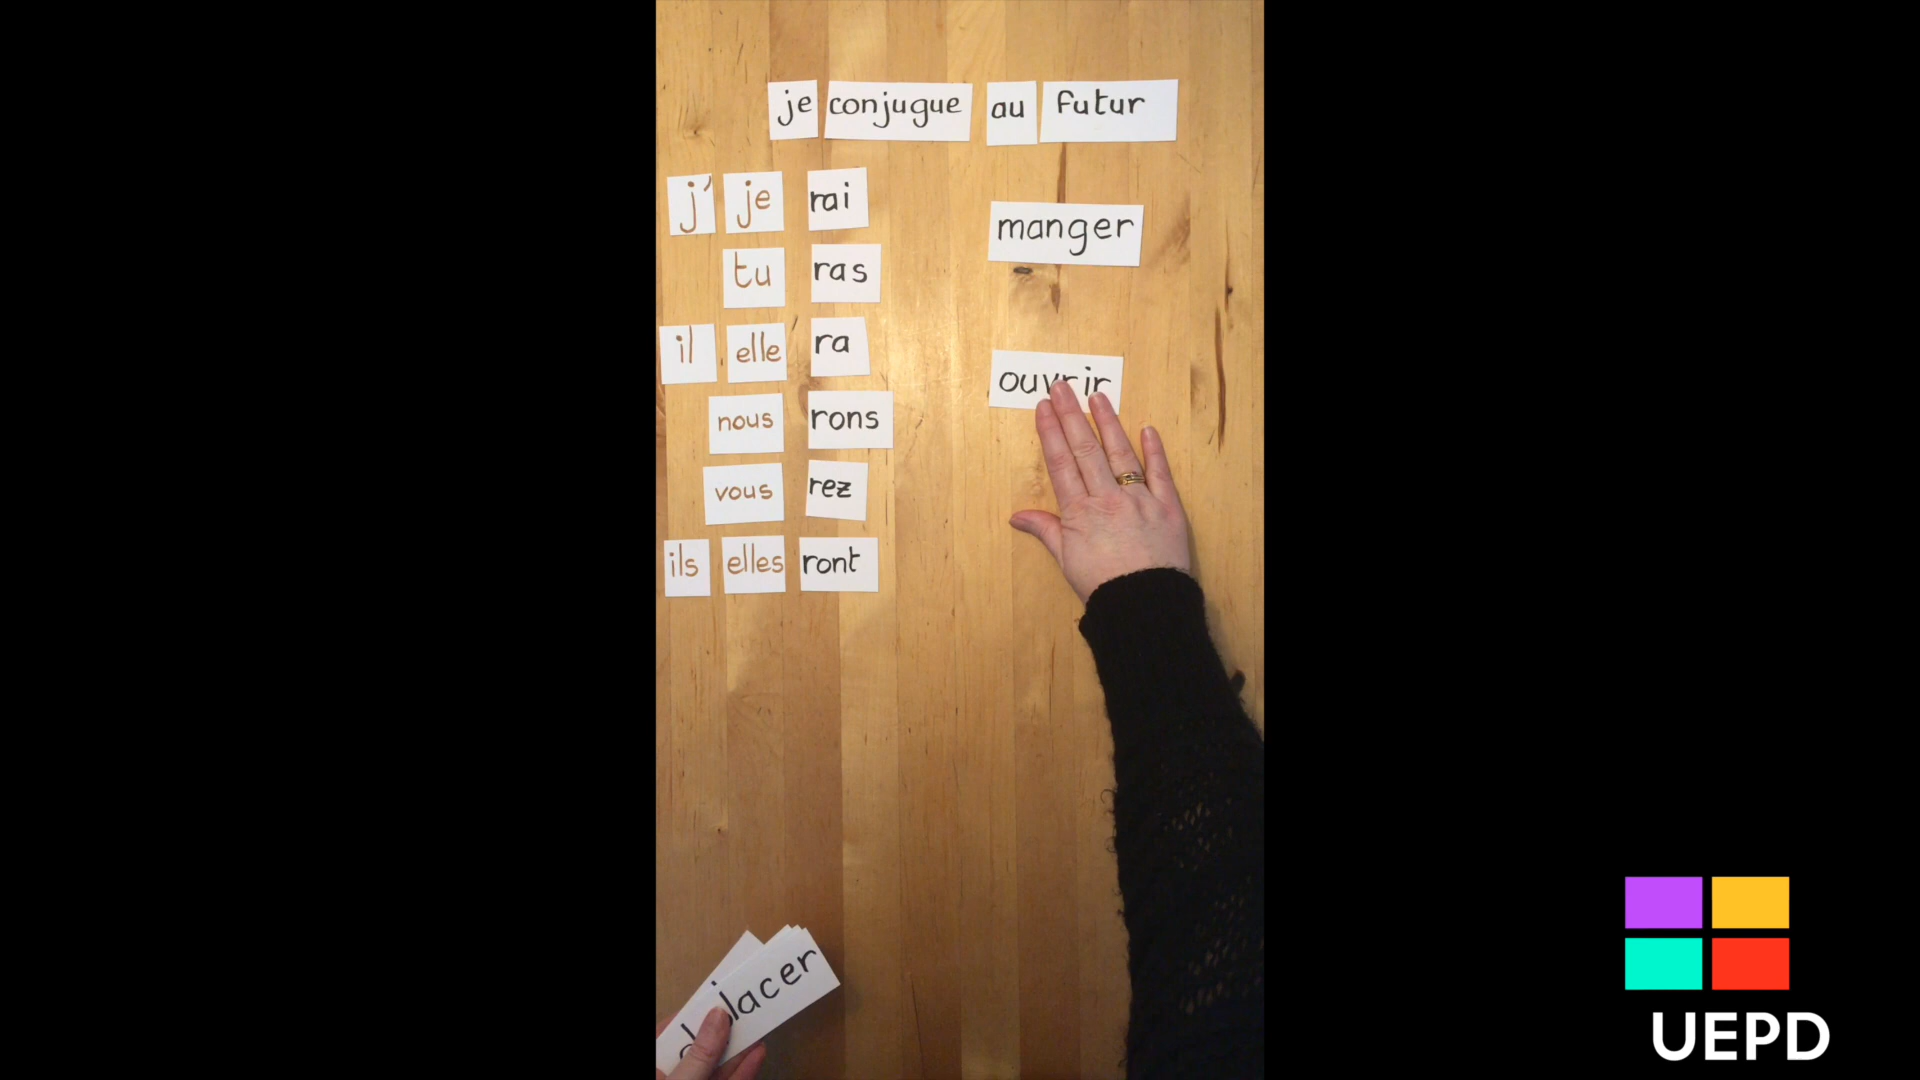 je conjugue au futur
j' je rai
tu ras
il elle ra
nous rons
vous rez
ils elles ront
manger
ouvrir
UEPD